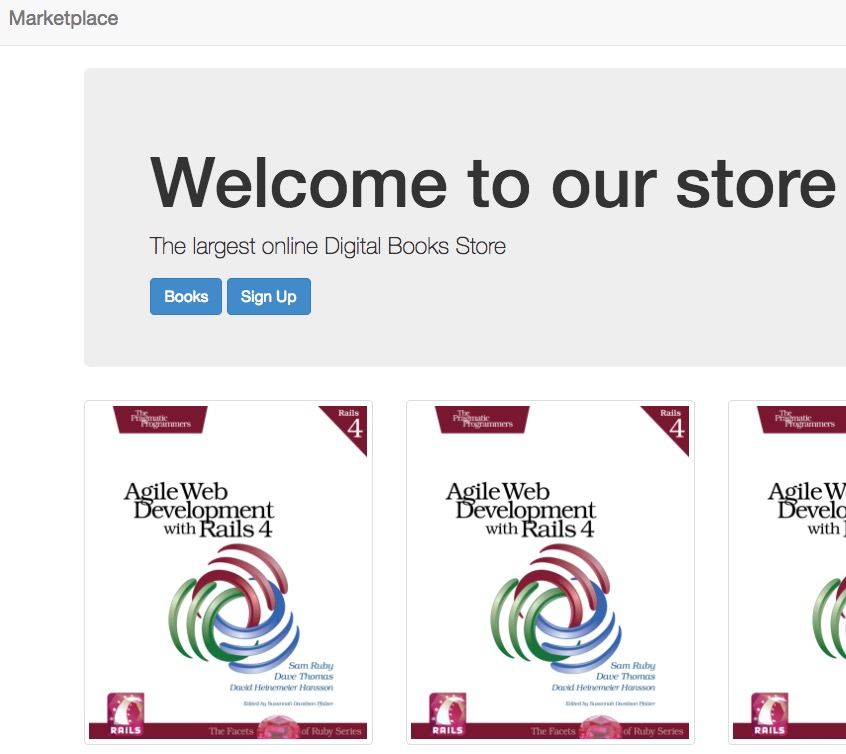 Marketplace
Welcome to our store
The largest online Digital Books Store
Books
Sign Up
The
Pragmatic
Programmers
Rails
4
Agile Web
Development
with Rails 4
Sam Ruby
Dave Thomas
David Heinemeier Hansson
Edited by Susannah Davidson Pfalzer
RAILS
The Facets of Ruby Series
The
Pragmatic
Programmers
Rails
4
Agile Web
Development
with Rails 4
Sam Ruby
Dave Thomas
David Heinemeier Hansson
Edited by Susannah Davidson Pfalzer
RAILS
The Facets of Ruby Series
The
Pragmatic
Programmers
Agile W
Develo
with
RAILS